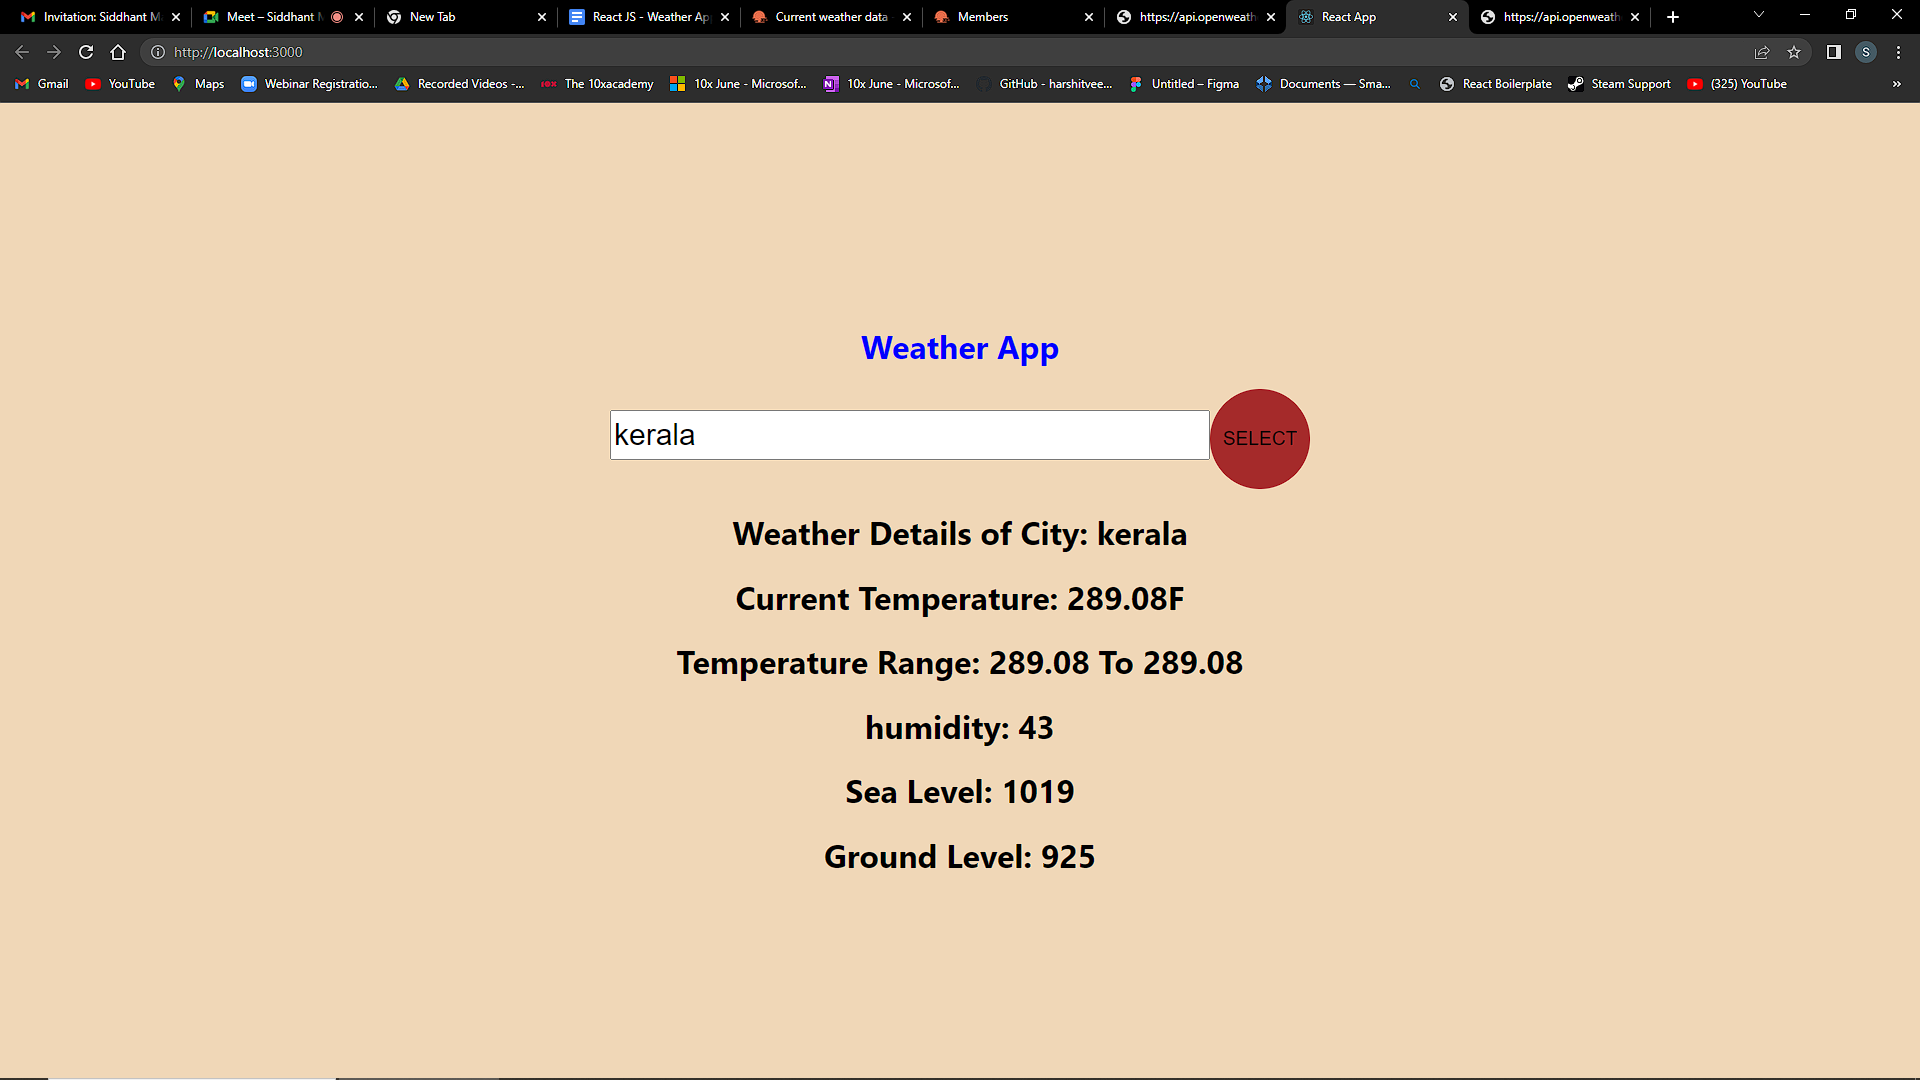 Invitation: Siddhant M
Meet – Siddhant M
New Tab
React JS - Weather Ap
Current weather data
Members
https://api.openweath
React App
https://api.openweath
http://localhost:3000
S
Gmail
YouTube
Maps
Webinar Registratio...
Recorded Videos -...
The 10xacademy
10x June - Microsof...
10x June - Microsof...
GitHub - harshitvee...
Untitled – Figma
Documents — Sma...
React Boilerplate
Steam Support
(325) YouTube
»
Weather App
kerala
SELECT
Weather Details of City: kerala
Current Temperature: 289.08F
Temperature Range: 289.08 To 289.08
humidity: 43
Sea Level: 1019
Ground Level: 925